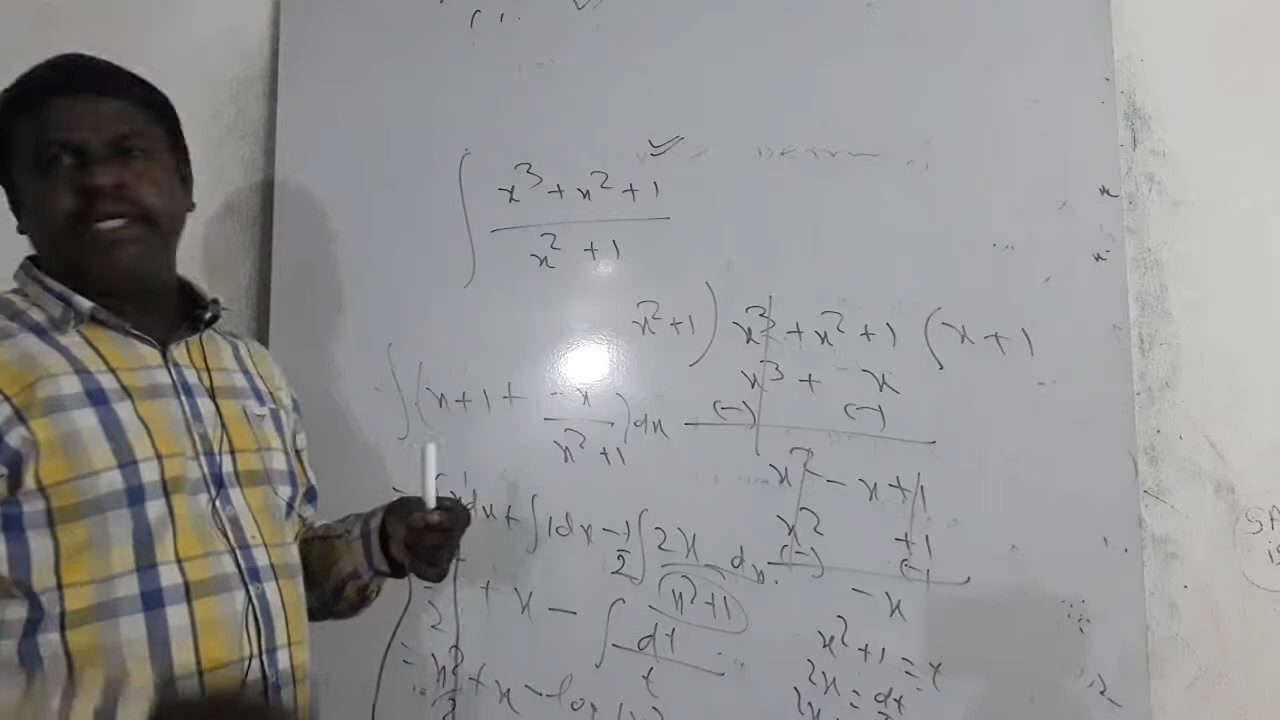 ∫ x³ + x² + 1
x² + 1
x² + 1 ) x³ + x² + 1 ( x + 1
x³ + x
(-) (-)
∫ ( x + 1 + -x / x² + 1 ) dx
x² - x + 1
dx + ∫ 1 dx - 1/2 ∫ 2x / (x² + 1) dx
x² + 1
(-) (-)
- x
2 + x - ∫ dt / t
x² + 1 = t
2x = dt
= x² / 2 + x - log